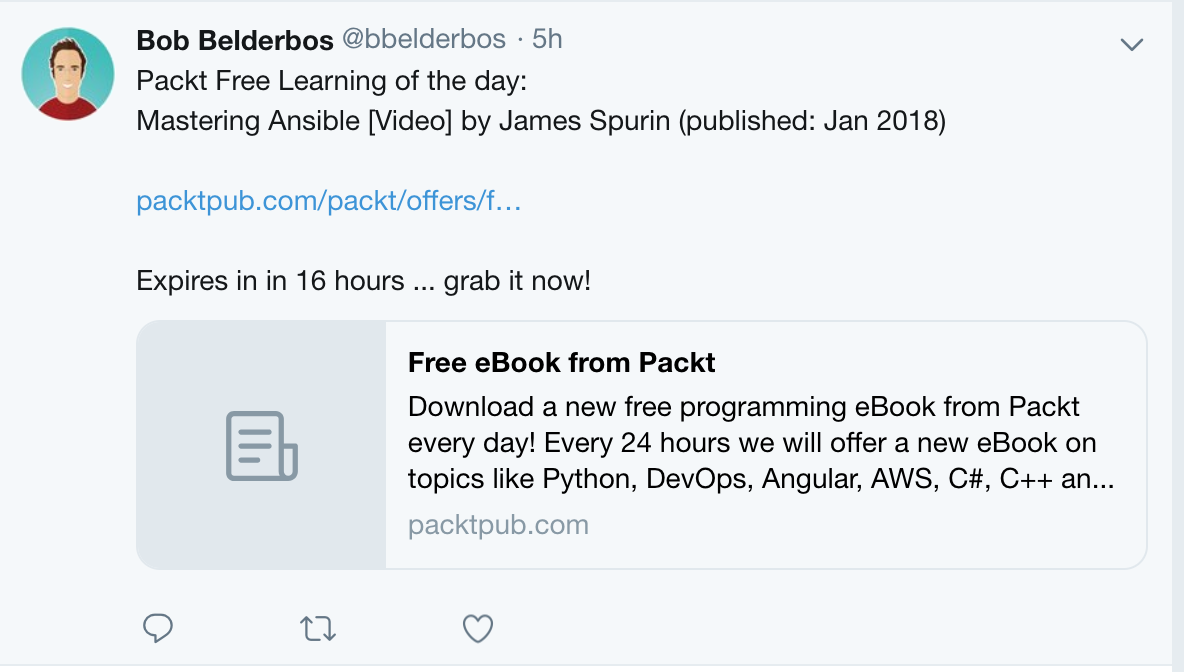 Bob Belderbos @bbelderbos · 5h
Packt Free Learning of the day:
Mastering Ansible [Video] by James Spurin (published: Jan 2018)
packtpub.com/packt/offers/f…
Expires in in 16 hours ... grab it now!
Free eBook from Packt
Download a new free programming eBook from Packt
every day! Every 24 hours we will offer a new eBook on
topics like Python, DevOps, Angular, AWS, C#, C++ an...
packtpub.com